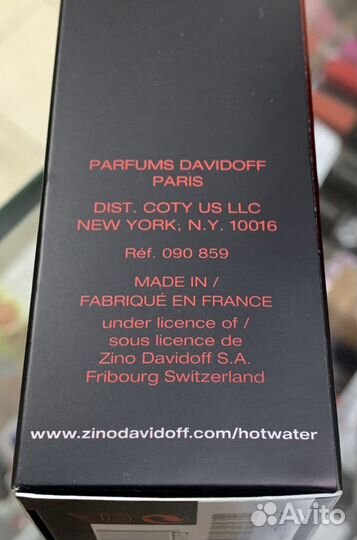 PARFUMS DAVIDOFF
PARIS
DIST. COTY US LLC
NEW YORK, N.Y. 10016
Réf. 090 859
MADE IN /
FABRIQUÉ EN FRANCE
under licence of /
sous licence de
Zino Davidoff S.A.
Fribourg Switzerland
www.zinodavidoff.com/hotwater
Avito